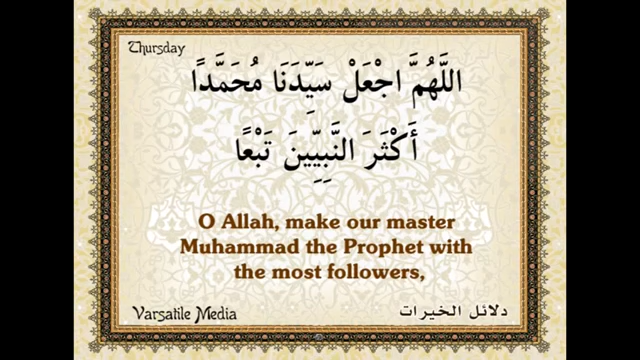 Thursday
اللَّهُمَّ اجْعَلْ سَيِّدَنَا مُحَمَّدًا
أَكْثَرَ النَّبِيِّينَ تَبْعًا
O Allah, make our master
Muhammad the Prophet with
the most followers,
Varsatile Media
دلائل الخيرات